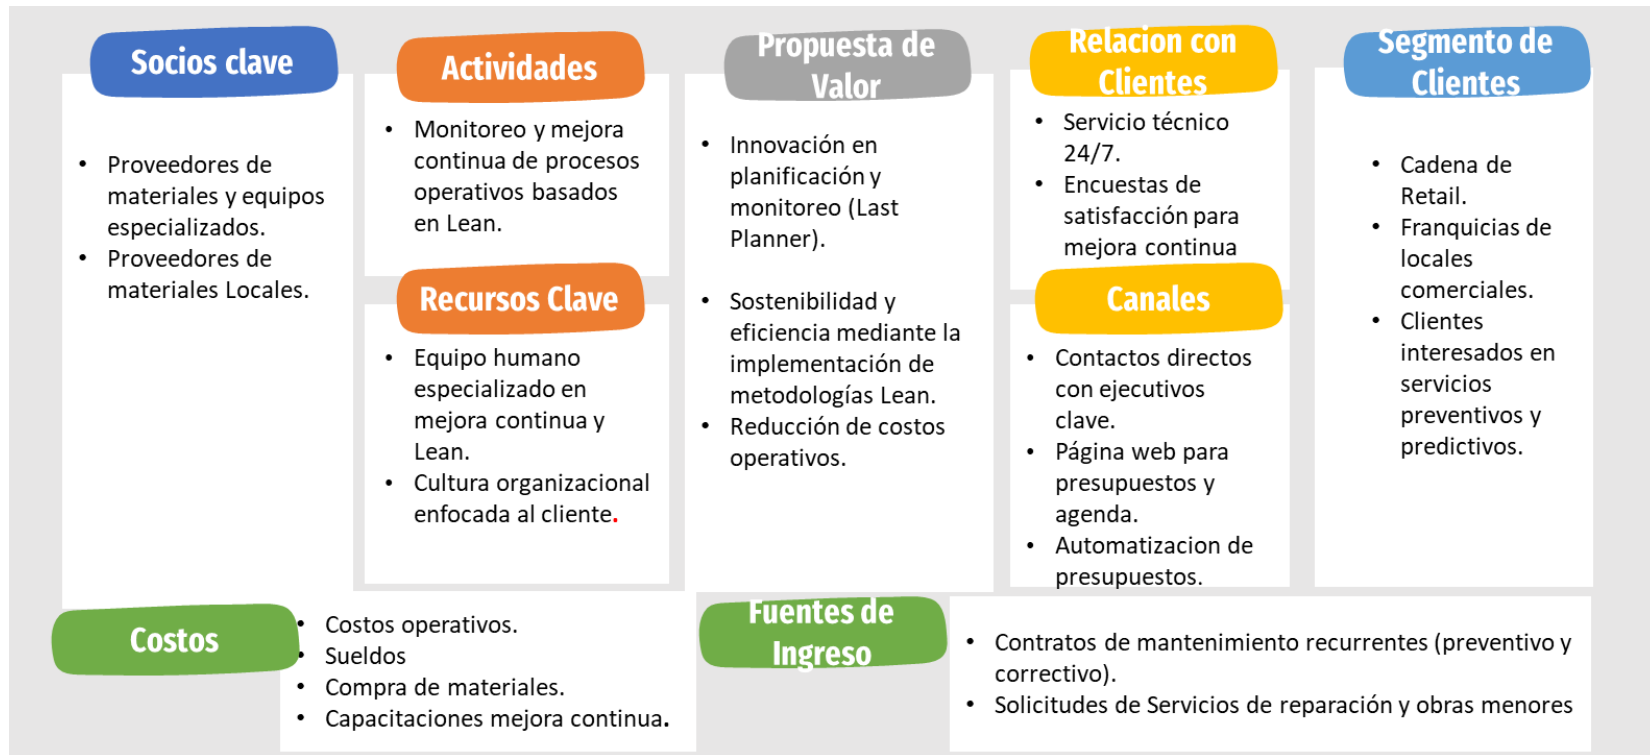 Socios clave
Proveedores de
materiales y equipos
especializados.
Proveedores de
materiales Locales.
Actividades
Monitoreo y mejora
continua de procesos
operativos basados
en Lean.
Recursos Clave
Equipo humano
especializado en
mejora continua y
Lean.
Cultura organizacional
enfocada al cliente.
Propuesta de
Valor
Innovación en
planificación y
monitoreo (Last
Planner).
Sostenibilidad y
eficiencia mediante la
implementación de
metodologías Lean.
Reducción de costos
operativos.
Relacion con
Clientes
Servicio técnico
24/7.
Encuestas de
satisfacción para
mejora continua
Canales
Contactos directos
con ejecutivos
clave.
Página web para
presupuestos y
agenda.
Automatizacion de
presupuestos.
Segmento de
Clientes
Cadena de
Retail.
Franquicias de
locales
comerciales.
Clientes
interesados en
servicios
preventivos y
predictivos.
Costos
Costos operativos.
Sueldos
Compra de materiales.
Capacitaciones mejora continua.
Fuentes de
Ingreso
Contratos de mantenimiento recurrentes (preventivo y
correctivo).
Solicitudes de Servicios de reparación y obras menores